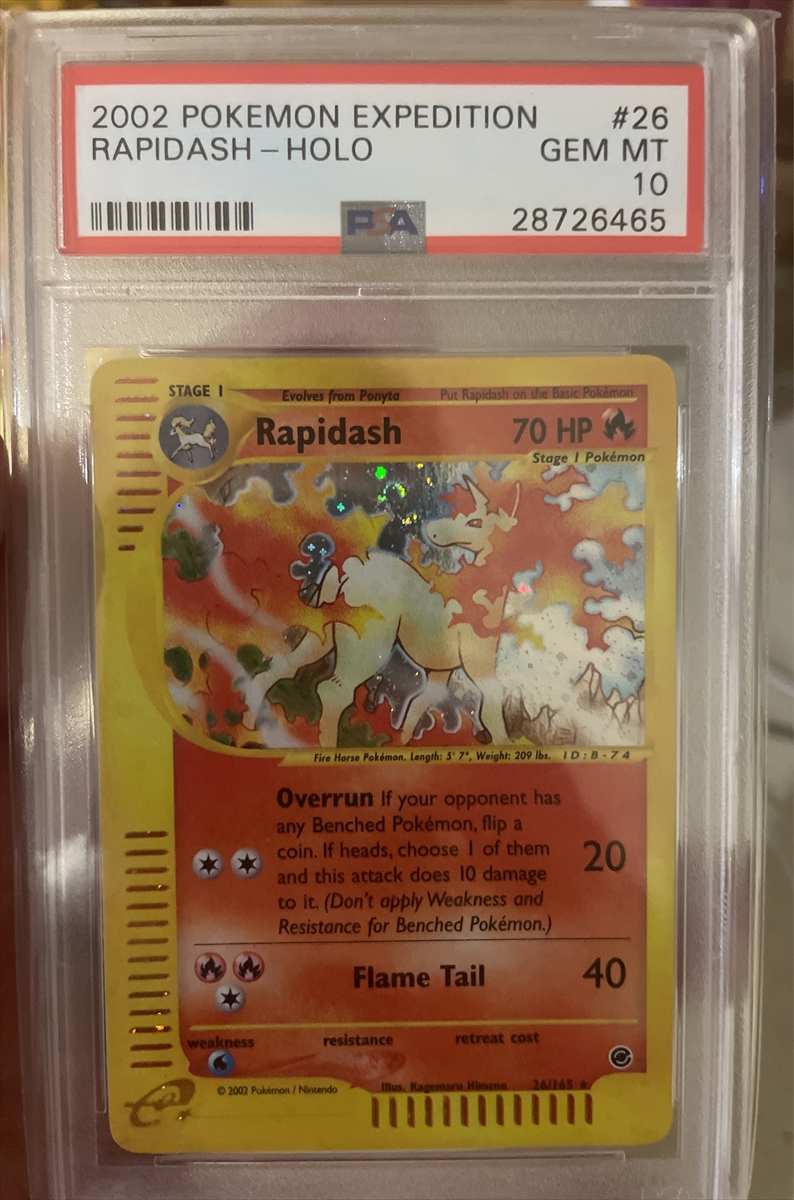 2002 POKEMON EXPEDITION #26
RAPIDASH – HOLO GEM MT
10
PSA 28726465
STAGE 1 Evolves from Ponyta Put Rapidash on the Basic Pokémon
Rapidash 70 HP
Stage 1 Pokémon
Fire Horse Pokémon. Length: 5' 7", Weight: 209 lbs. ID:B-74
Overrun If your opponent has
any Benched Pokémon, flip a
coin. If heads, choose 1 of them
and this attack does 10 damage
to it. (Don't apply Weakness and
Resistance for Benched Pokémon.)
20
Flame Tail 40
weakness resistance retreat cost
© 2002 Pokémon / Nintendo Illus. Kagemaru Himeno 26/165 ★
e